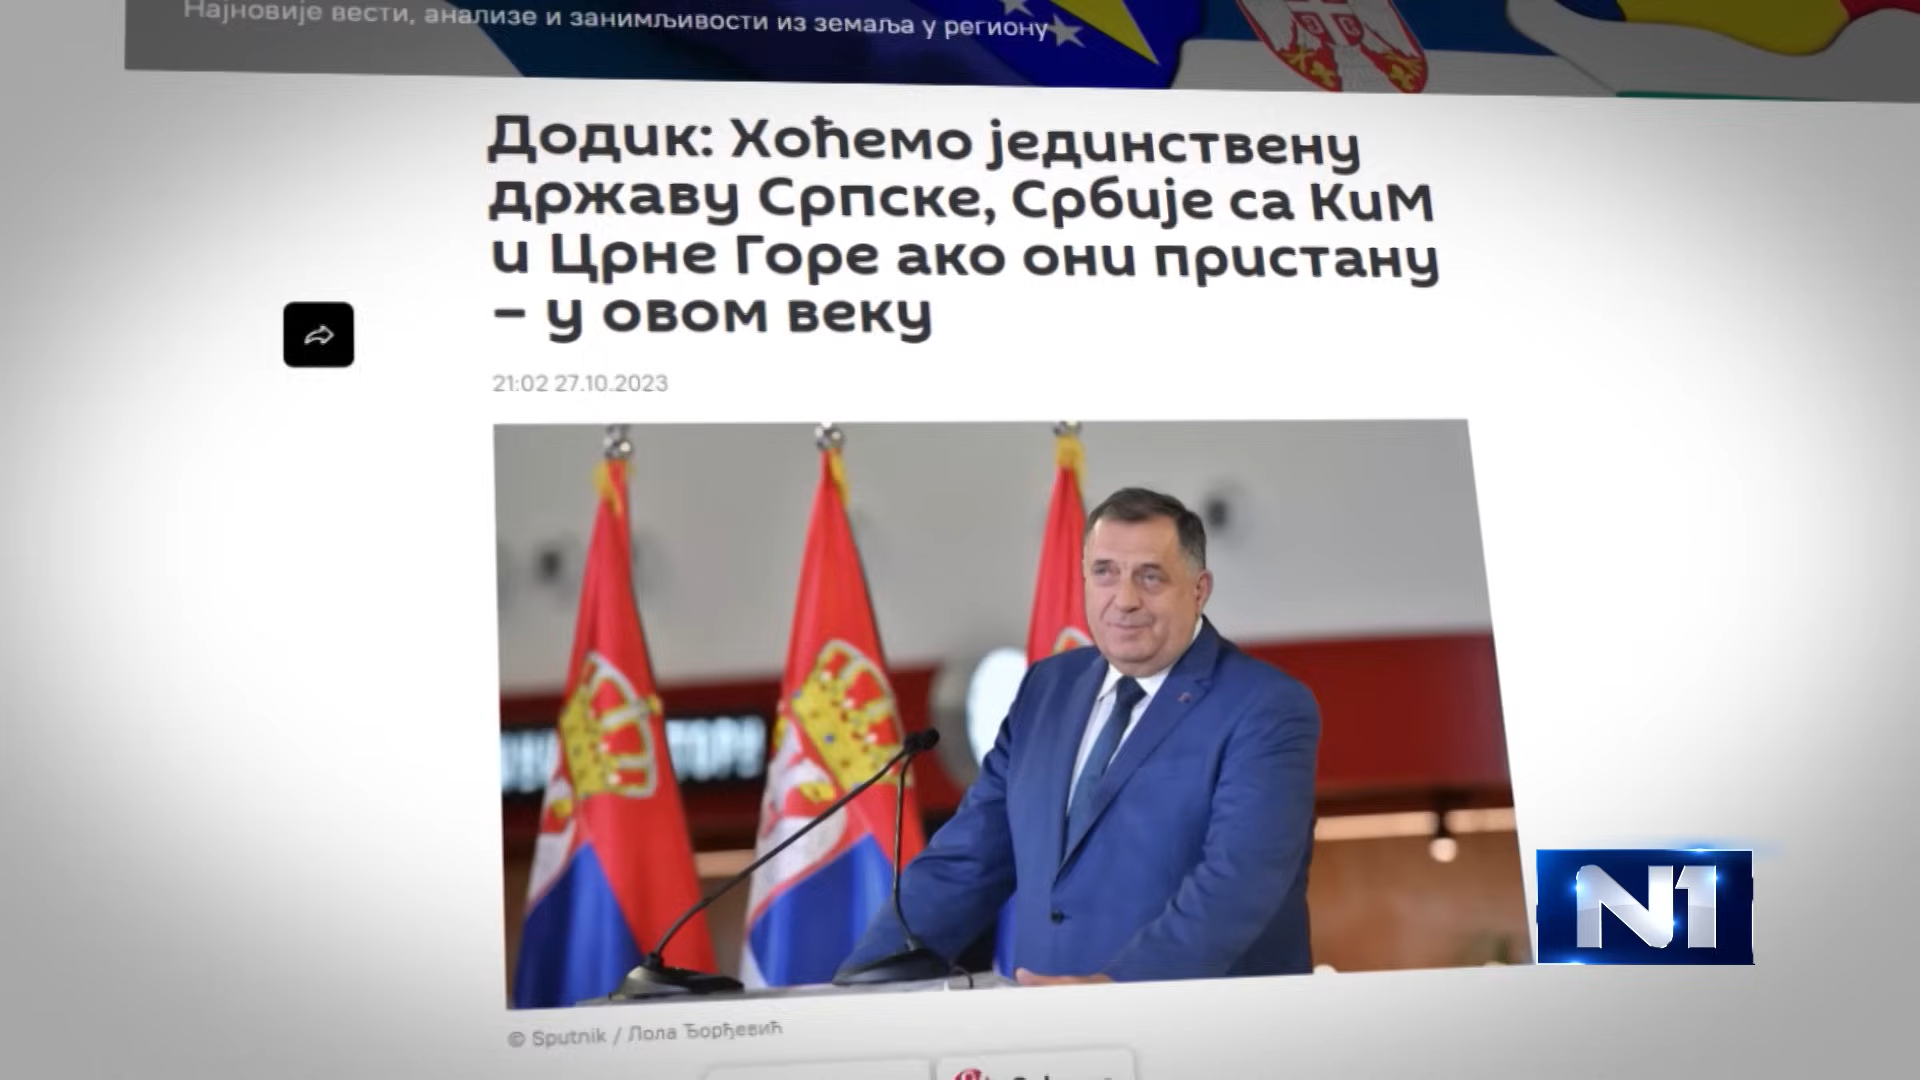 Најновије вести, анализе и занимљивости из земаља у региону
Додик: Хоћемо јединствену
државу Српске, Србије са КиМ
и Црне Горе ако они пристану
– у овом веку
21:02 27.10.2023
© Sputnik / Лола Ђорђевић
N1